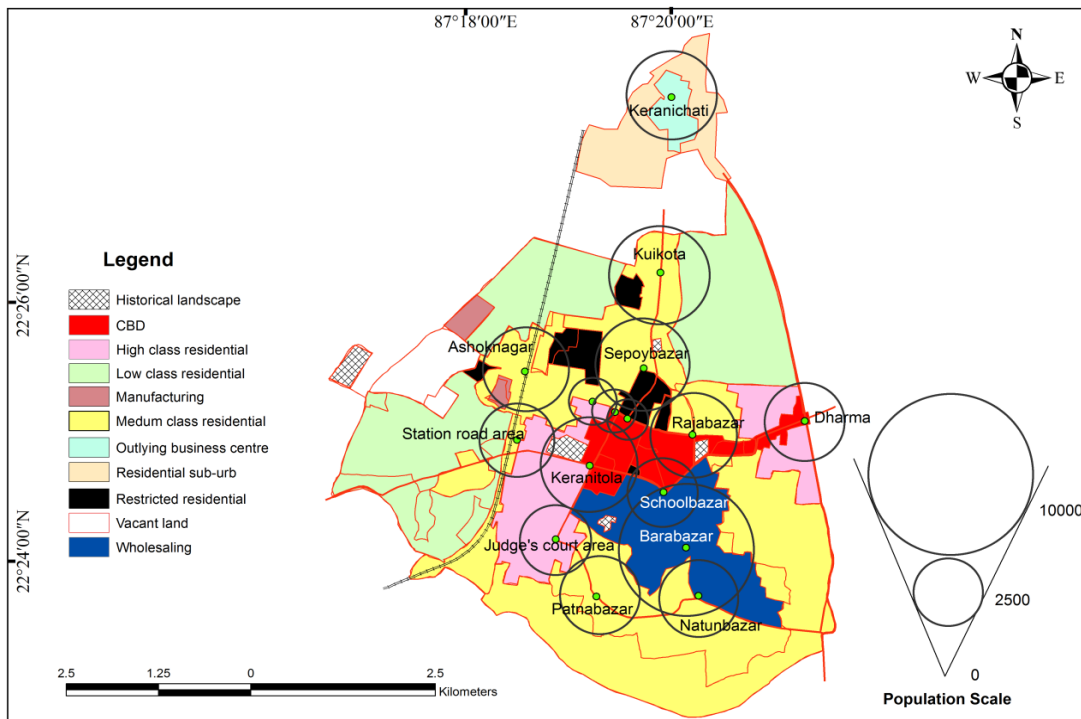 87°18'00"E
87°20'00"E
N
W
E
S
Keranichati
22°26'00"N
Kuikota
Legend
Historical landscape
CBD
High class residential
Low class residential
Manufacturing
Medum class residential
Outlying business centre
Residential sub-urb
Restricted residential
Vacant land
Wholesaling
Ashoknagar
Sepoybazar
Dharma
Rajabazar
Station road area
Keranitola
Schoolbazar
22°24'00"N
Barabazar
Judge's court area
Patnabazar
Natunbazar
10000
2500
0
Population Scale
2.5
1.25
0
2.5
Kilometers